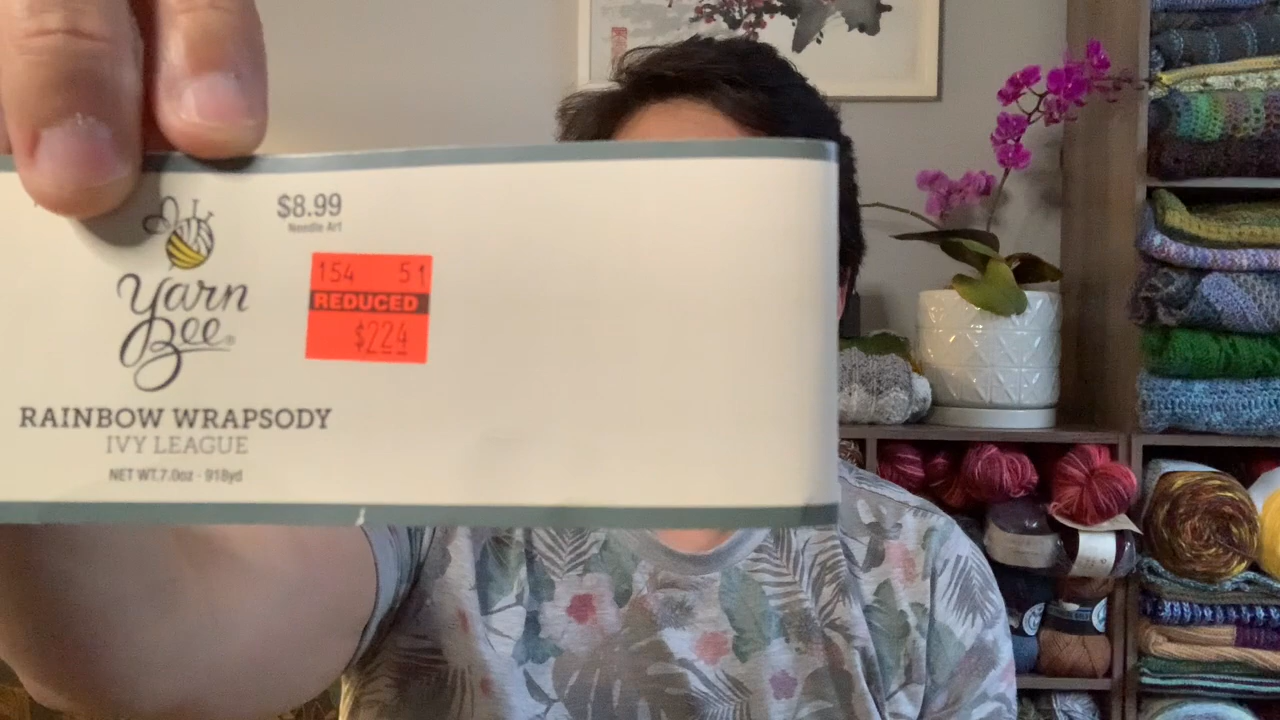 $8.99
Needle Art
154 51
REDUCED
$224
Yarn
Bee®
RAINBOW WRAPSODY
IVY LEAGUE
NET WT.7.0oz - 918yd